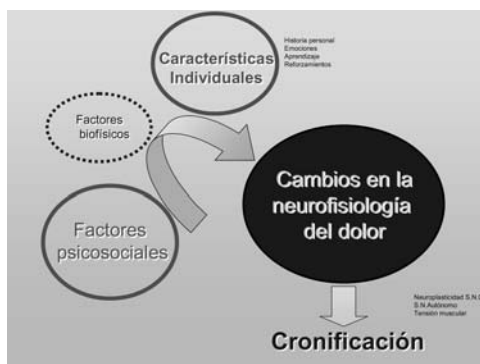 Características
Individuales
Historia personal
Emociones
Aprendizaje
Reforzamientos
Factores
biofísicos
Factores
psicosociales
Cambios en la
neurofisiología
del dolor
Neuroplasticidad S.N.C
S.N.Autónomo
Tensión muscular
Cronificación